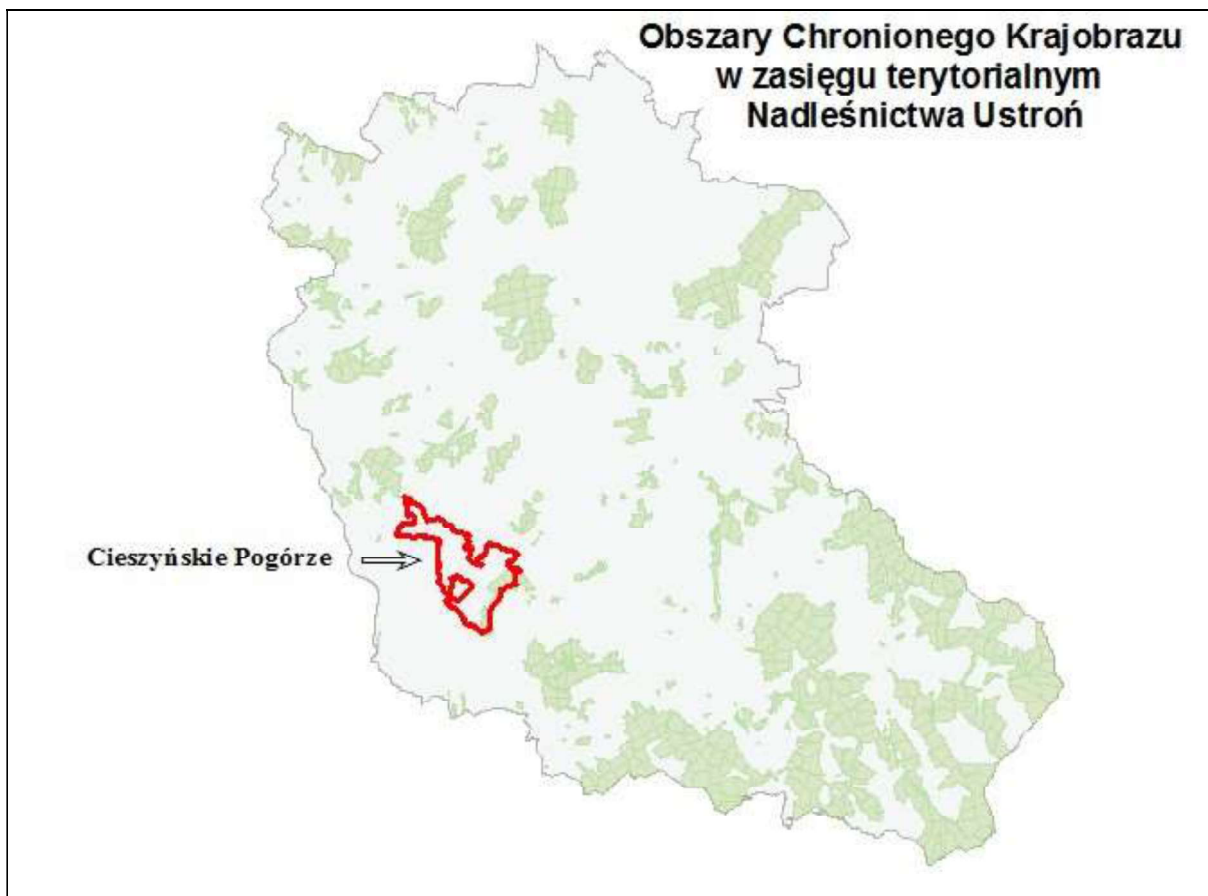 Obszary Chronionego Krajobrazu
w zasięgu terytorialnym
Nadleśnictwa Ustroń
Cieszyńskie Pogórze